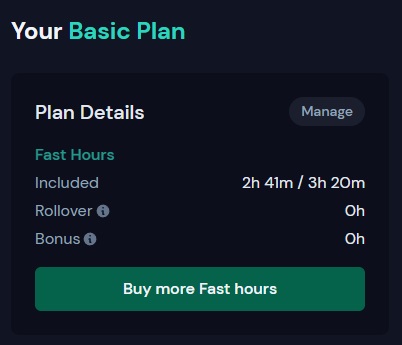 Your Basic Plan
Plan Details
Manage
Fast Hours
Included 2h 41m / 3h 20m
Rollover 0h
Bonus 0h
Buy more Fast hours